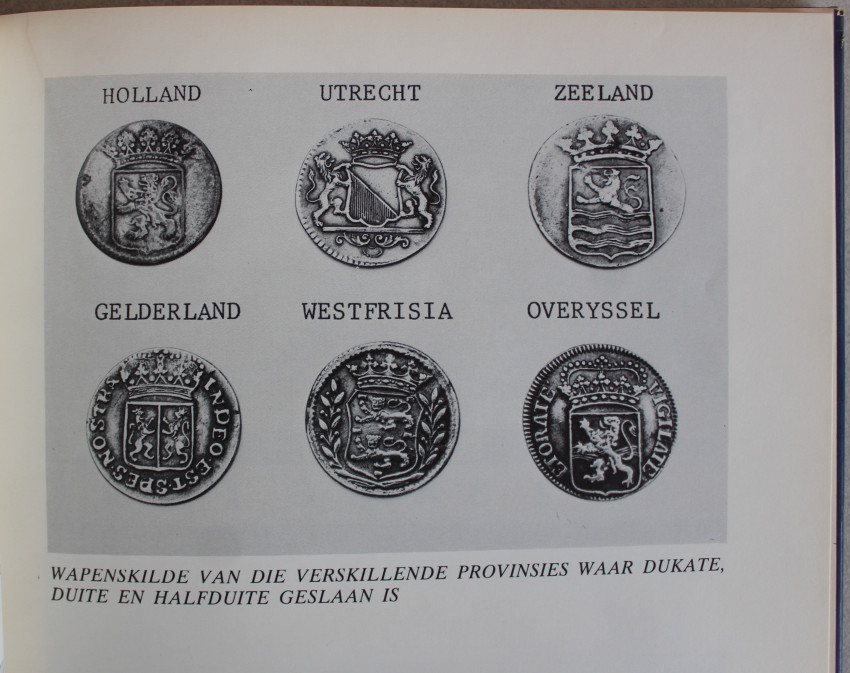 HOLLAND UTRECHT ZEELAND
GELDERLAND WESTFRISIA OVERYSSEL
IN·DEO·EST·SPES·NOSTRA
VIGILATE ETORATE
WAPENSKILDE VAN DIE VERSKILLENDE PROVINSIES WAAR DUKATE,
DUITE EN HALFDUITE GESLAAN IS